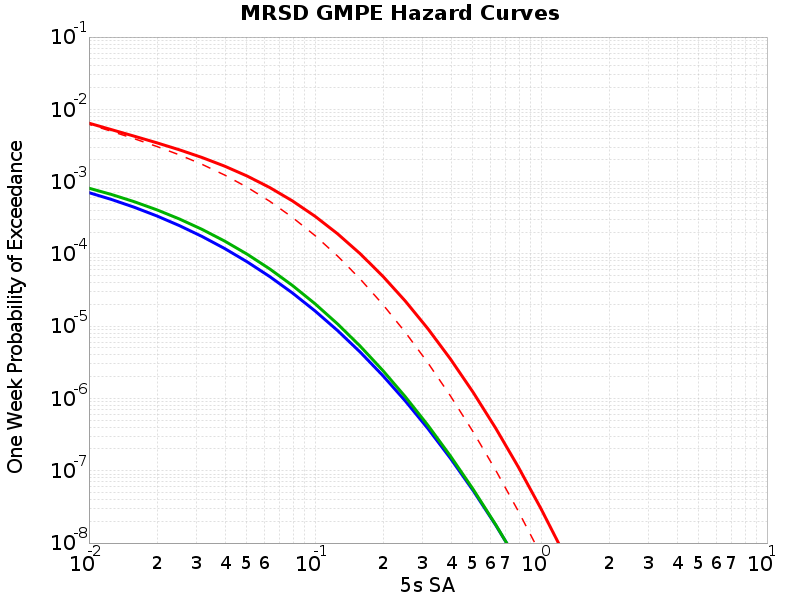 MRSD GMPE Hazard Curves
One Week Probability of Exceedance
10^-1
10^-2
10^-3
10^-4
10^-5
10^-6
10^-7
10^-8
10^-2 2 3 4 5 6 10^-1 2 3 4 5 6 7 10^0 2 3 4 5 6 7 10^1
5s SA